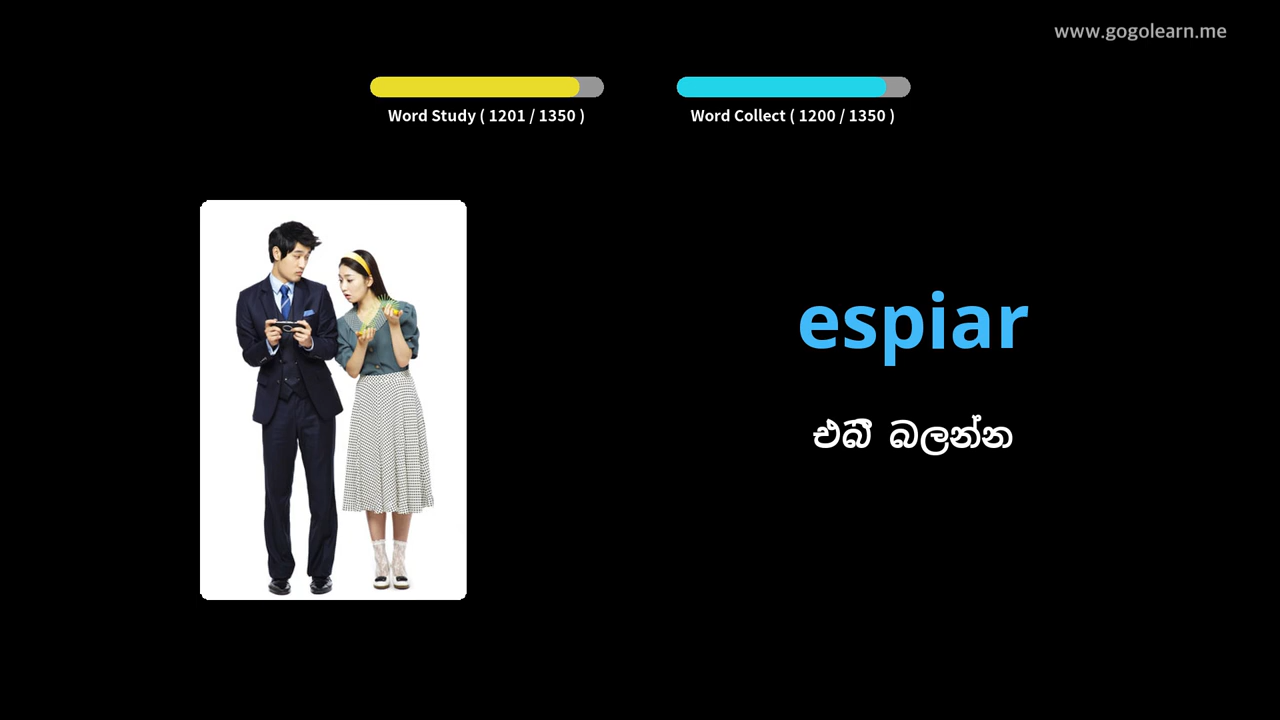 www.gogolearn.me
Word Study ( 1201 / 1350 )
Word Collect ( 1200 / 1350 )
espiar
එබී බලන්න